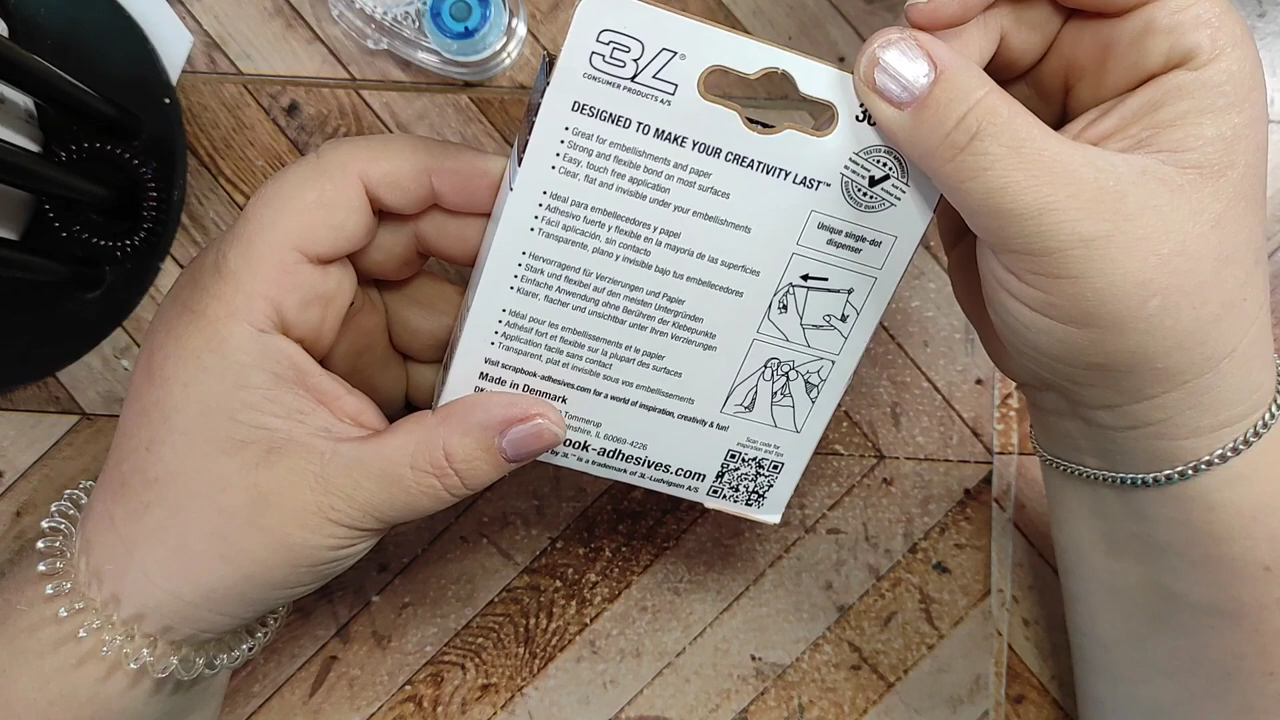 3L®
CONSUMER PRODUCTS A/S
DESIGNED TO MAKE YOUR CREATIVITY LAST™
• Great for embellishments and paper
• Strong and flexible bond on most surfaces
• Easy, touch free application
• Clear, flat and invisible under your embellishments
• Ideal para embellecedores y papel
• Adhesivo fuerte y flexible en la mayoría de las superficies
• Fácil aplicación, sin contacto
• Transparente, plano y invisible bajo tus embellecedores
• Hervorragend für Verzierungen und Papier
• Stark und flexibel auf den meisten Untergründen
• Einfache Anwendung ohne Berühren der Klebepunkte
• Klarer, flacher und unsichtbar unter Ihren Verzierungen
• Idéal pour les embellissements et le papier
• Adhésif fort et flexible sur la plupart des surfaces
• Application facile sans contact
• Transparent, plat et invisible sous vos embellissements
Visit scrapbook-adhesives.com for a world of inspiration, creativity & fun!
Made in Denmark
Tommerup
IL 60069-4226
ook-adhesives.com
by 3L™ is a trademark of 3L-Ludvigsen A/S
TESTED AND APPROVED
GUARANTEED QUALITY
Unique single-dot
dispenser
Scan code for
inspiration and tips